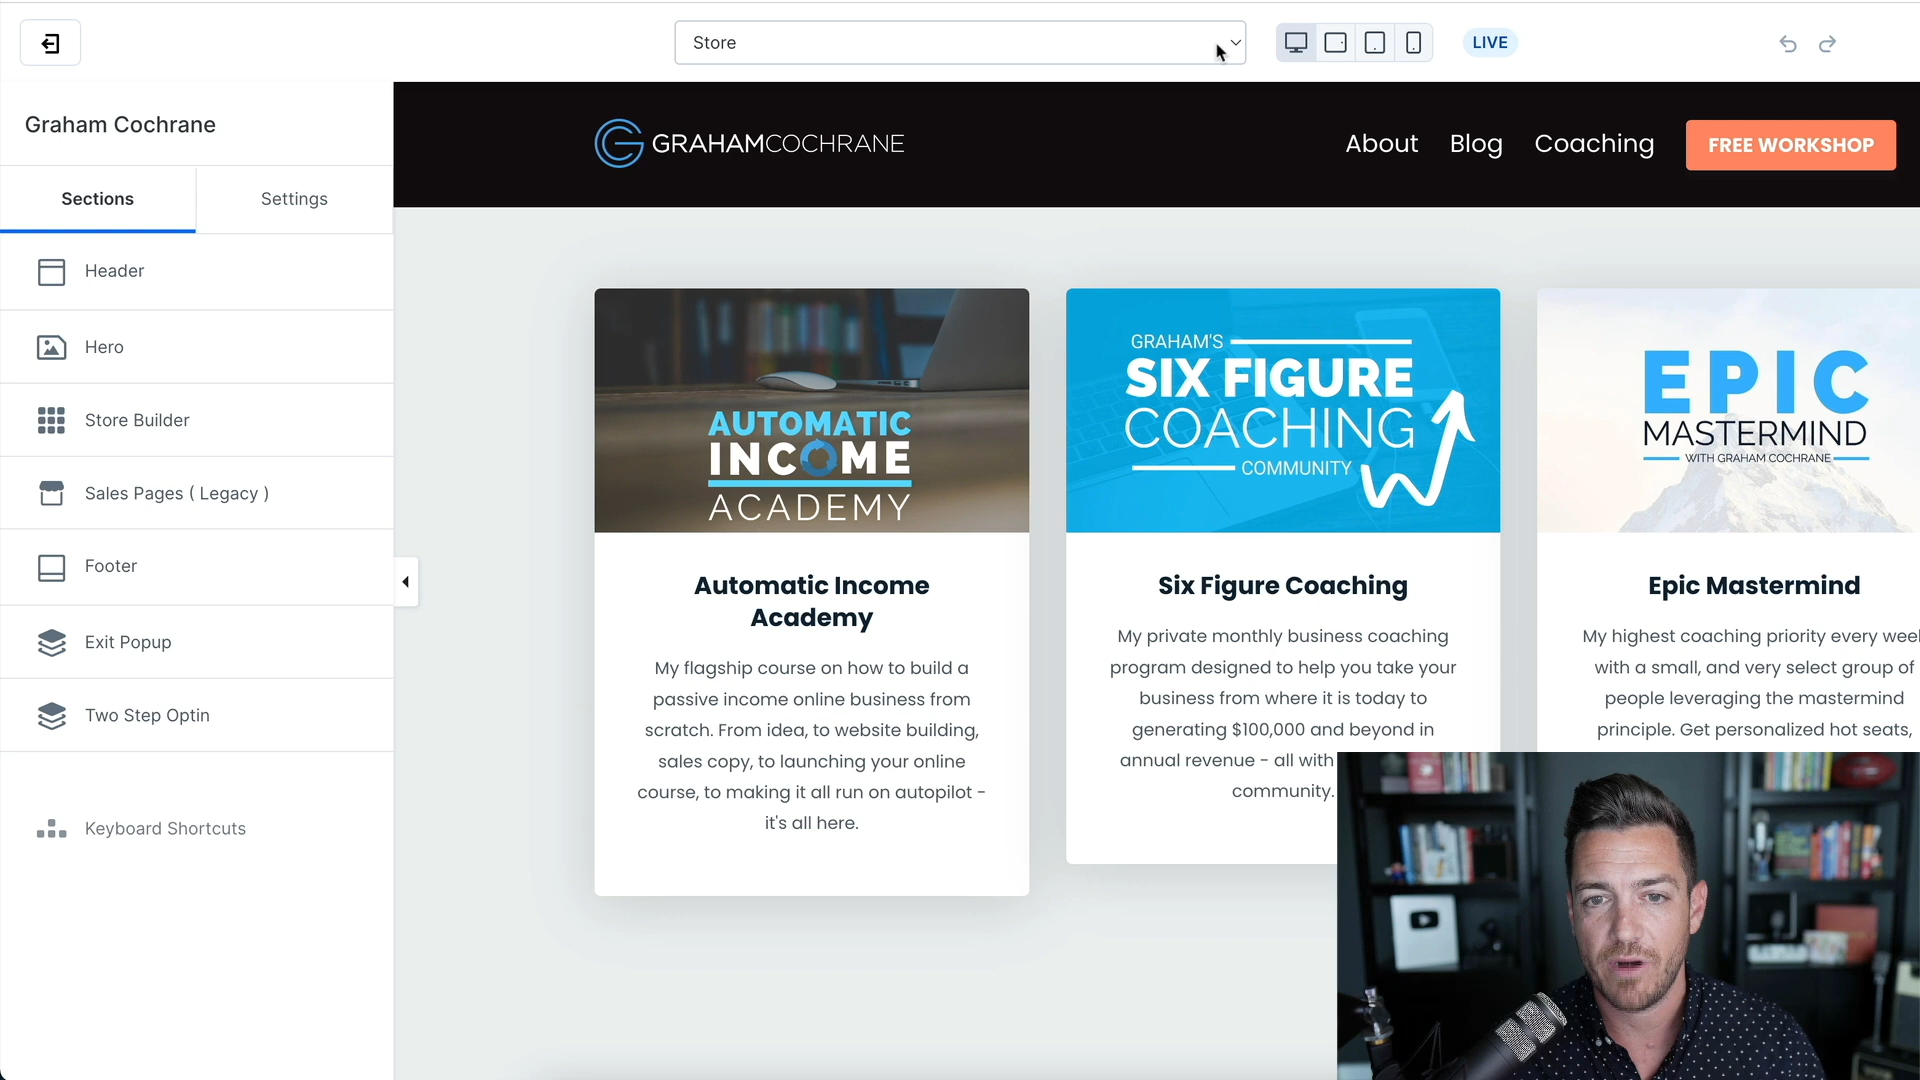 Store
LIVE
Graham Cochrane
Sections
Settings
Header
Hero
Store Builder
Sales Pages ( Legacy )
Footer
Exit Popup
Two Step Optin
Keyboard Shortcuts
GRAHAMCOCHRANE
About
Blog
Coaching
FREE WORKSHOP
AUTOMATIC
INCOME
ACADEMY
Automatic Income
Academy
My flagship course on how to build a
passive income online business from
scratch. From idea, to website building,
sales copy, to launching your online
course, to making it all run on autopilot -
it's all here.
GRAHAM'S
SIX FIGURE
COACHING
COMMUNITY
Six Figure Coaching
My private monthly business coaching
program designed to help you take your
business from where it is today to
generating $100,000 and beyond in
annual revenue - all with
community.
EPIC
MASTERMIND
WITH GRAHAM COCHRANE
Epic Mastermind
My highest coaching priority every week
with a small, and very select group of
people leveraging the mastermind
principle. Get personalized hot seats,